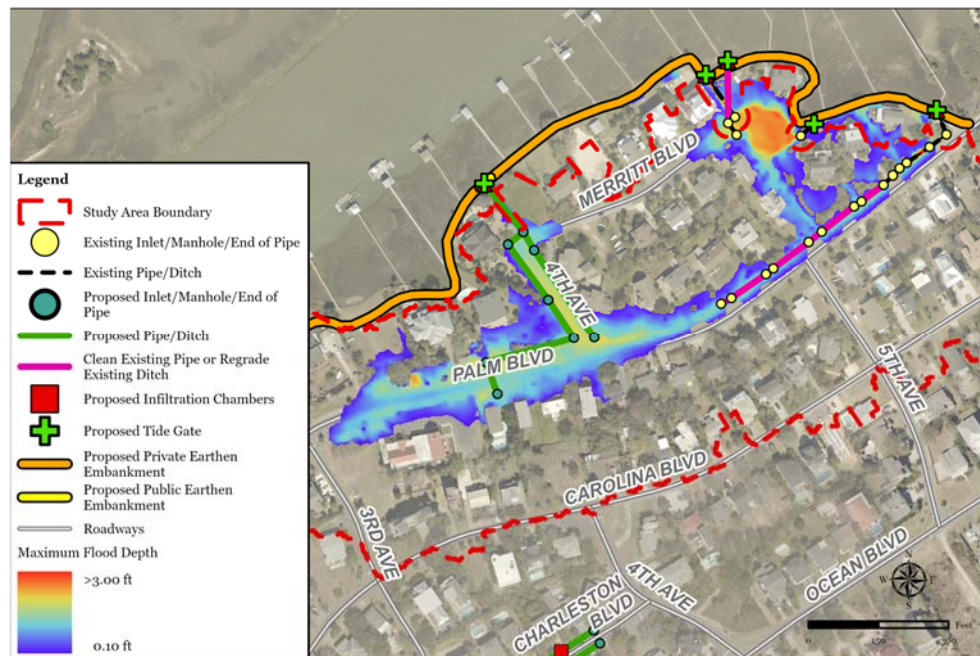 Legend
Study Area Boundary
Existing Inlet/Manhole/End of Pipe
Existing Pipe/Ditch
Proposed Inlet/Manhole/End of
Pipe
Proposed Pipe/Ditch
Clean Existing Pipe or Regrade
Existing Ditch
Proposed Infiltration Chambers
Proposed Tide Gate
Proposed Private Earthen
Embankment
Proposed Public Earthen
Embankment
Roadways
Maximum Flood Depth
>3.00 ft
0.10 ft
MERRITT BLVD
4TH AVE
PALM BLVD
5TH AVE
CAROLINA BLVD
3RD AVE
4TH AVE
OCEAN BLVD
CHARLESTON
BLVD
N
W E
S
Feet
0 150 300